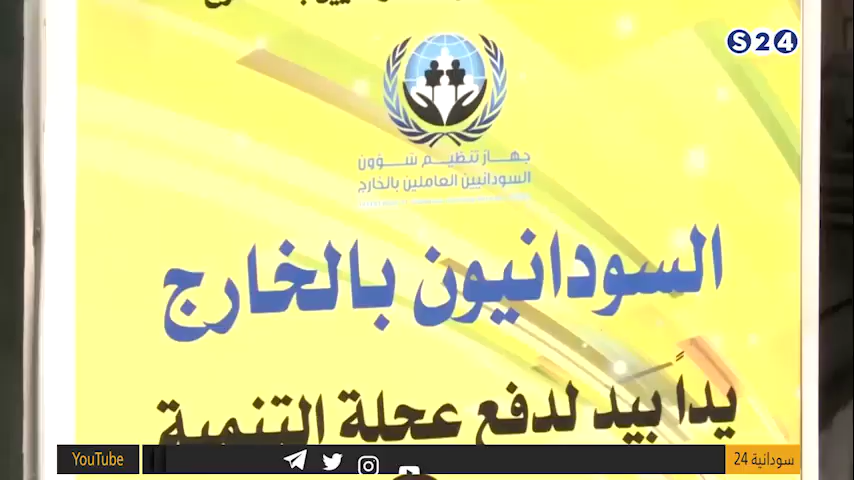 S24
جهاز تنظيم شؤون
السودانيين العاملين بالخارج
السودانيون بالخارج
يداً بيد لدفع عجلة التنمية
YouTube
سودانية 24